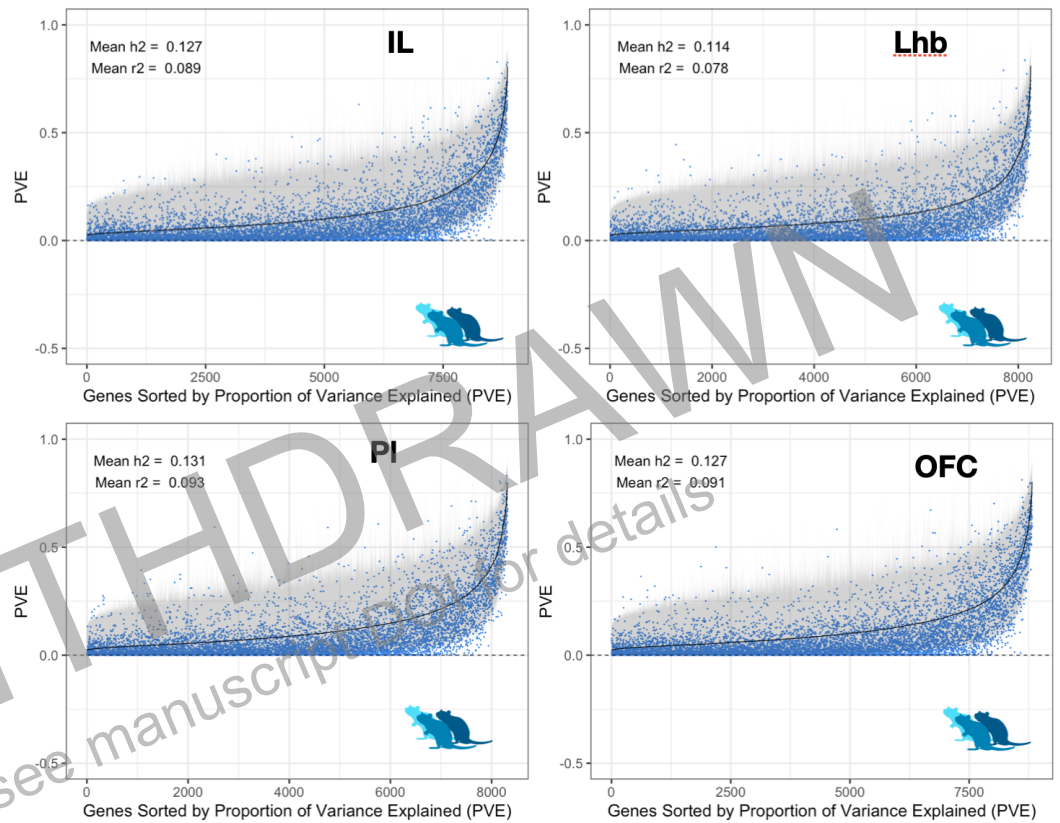 1.0
Mean h2 = 0.127
Mean r2 = 0.089
IL
0.5
PVE
0.0
-0.5
0 2500 5000 7500
Genes Sorted by Proportion of Variance Explained (PVE)
1.0
Mean h2 = 0.114
Mean r2 = 0.078
Lhb
0.5
PVE
0.0
-0.5
0 2000 4000 6000 8000
Genes Sorted by Proportion of Variance Explained (PVE)
1.0
Mean h2 = 0.131
Mean r2 = 0.093
Pl
0.5
PVE
0.0
-0.5
0 2000 4000 6000 8000
Genes Sorted by Proportion of Variance Explained (PVE)
1.0
Mean h2 = 0.127
Mean r2 = 0.091
OFC
0.5
PVE
0.0
-0.5
0 2500 5000 7500
Genes Sorted by Proportion of Variance Explained (PVE)
THDRAWN
see manuscript DOI for details